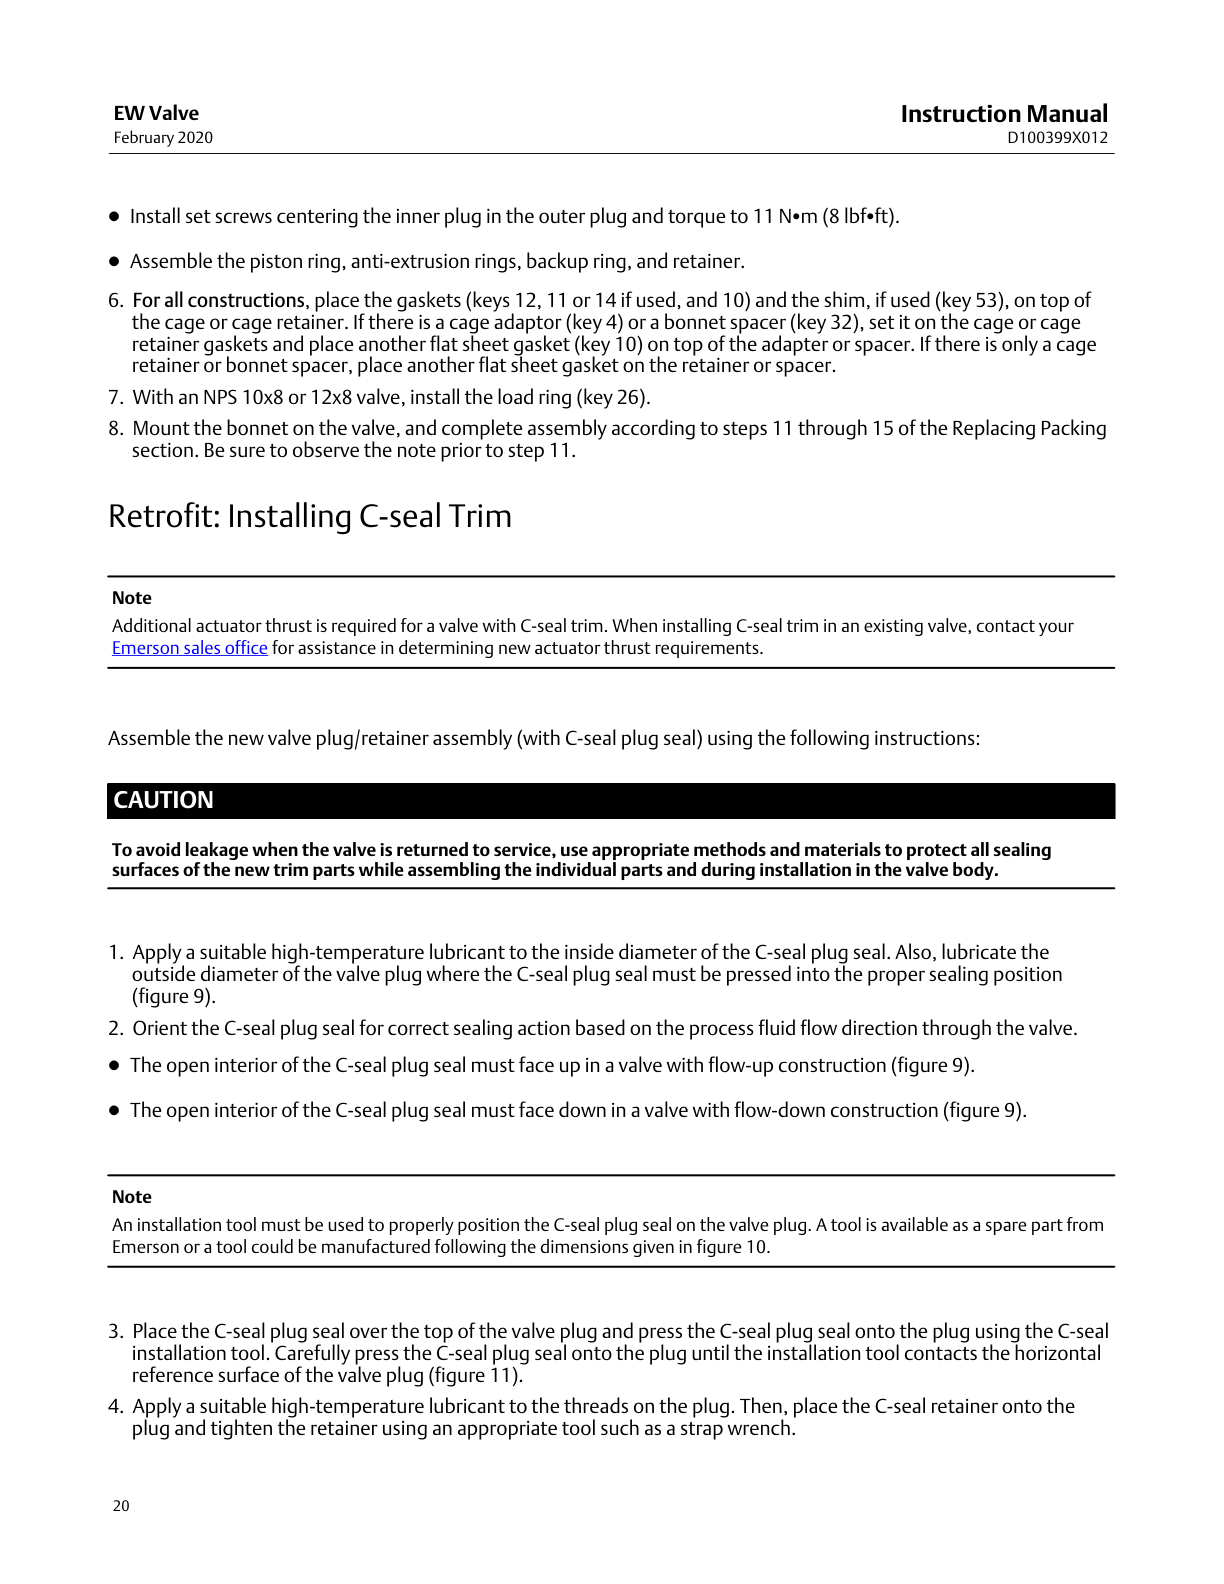 EW Valve
February 2020
Instruction Manual
D100399X012
● Install set screws centering the inner plug in the outer plug and torque to 11 N•m (8 lbf•ft).
● Assemble the piston ring, anti-extrusion rings, backup ring, and retainer.
6. For all constructions, place the gaskets (keys 12, 11 or 14 if used, and 10) and the shim, if used (key 53), on top of
the cage or cage retainer. If there is a cage adaptor (key 4) or a bonnet spacer (key 32), set it on the cage or cage
retainer gaskets and place another flat sheet gasket (key 10) on top of the adapter or spacer. If there is only a cage
retainer or bonnet spacer, place another flat sheet gasket on the retainer or spacer.
7. With an NPS 10x8 or 12x8 valve, install the load ring (key 26).
8. Mount the bonnet on the valve, and complete assembly according to steps 11 through 15 of the Replacing Packing
section. Be sure to observe the note prior to step 11.
Retrofit: Installing C-seal Trim
Note
Additional actuator thrust is required for a valve with C-seal trim. When installing C-seal trim in an existing valve, contact your
Emerson sales office for assistance in determining new actuator thrust requirements.
Assemble the new valve plug/retainer assembly (with C-seal plug seal) using the following instructions:
CAUTION
To avoid leakage when the valve is returned to service, use appropriate methods and materials to protect all sealing
surfaces of the new trim parts while assembling the individual parts and during installation in the valve body.
1. Apply a suitable high-temperature lubricant to the inside diameter of the C-seal plug seal. Also, lubricate the
outside diameter of the valve plug where the C-seal plug seal must be pressed into the proper sealing position
(figure 9).
2. Orient the C-seal plug seal for correct sealing action based on the process fluid flow direction through the valve.
● The open interior of the C-seal plug seal must face up in a valve with flow-up construction (figure 9).
● The open interior of the C-seal plug seal must face down in a valve with flow-down construction (figure 9).
Note
An installation tool must be used to properly position the C-seal plug seal on the valve plug. A tool is available as a spare part from
Emerson or a tool could be manufactured following the dimensions given in figure 10.
3. Place the C-seal plug seal over the top of the valve plug and press the C-seal plug seal onto the plug using the C-seal
installation tool. Carefully press the C-seal plug seal onto the plug until the installation tool contacts the horizontal
reference surface of the valve plug (figure 11).
4. Apply a suitable high-temperature lubricant to the threads on the plug. Then, place the C-seal retainer onto the
plug and tighten the retainer using an appropriate tool such as a strap wrench.
20